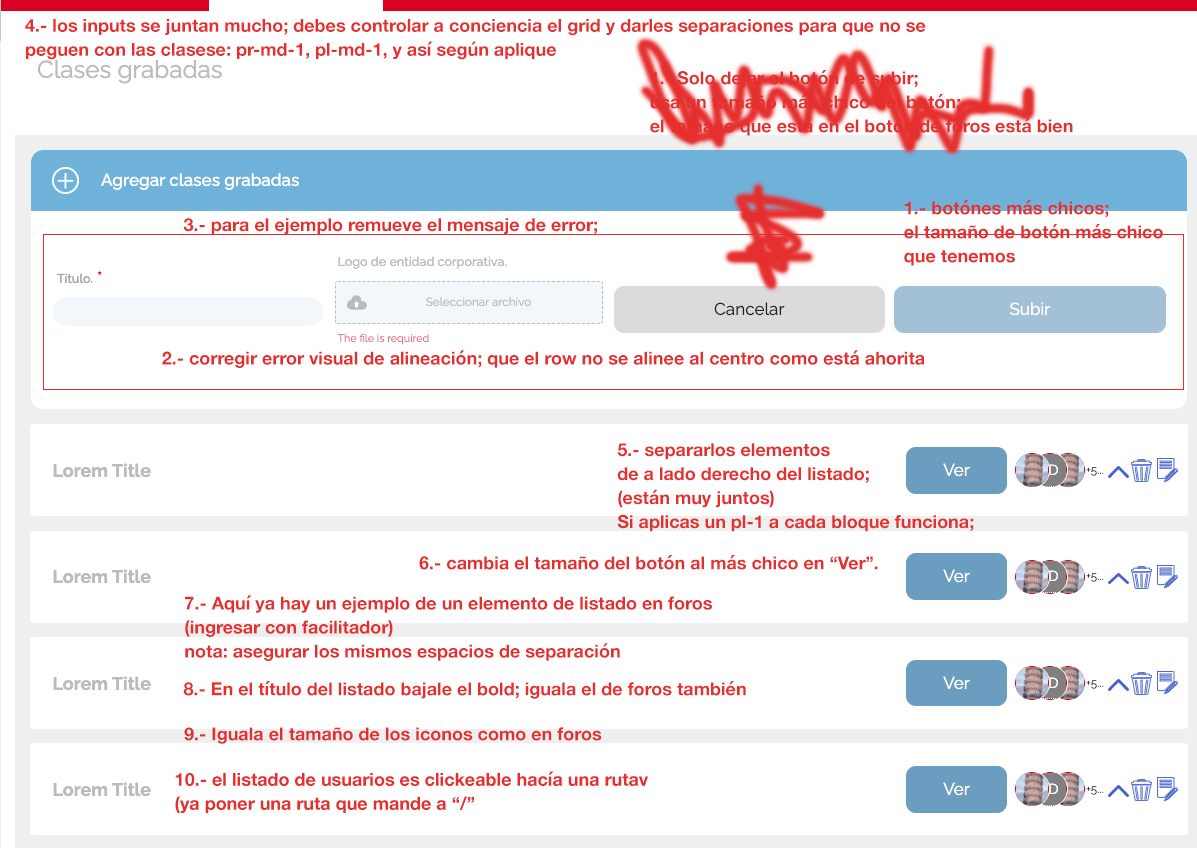 4.- los inputs se juntan mucho; debes controlar a conciencia el grid y darles separaciones para que no se
peguen con las clasese: pr-md-1, pl-md-1, y así según aplique
Clases grabadas
1.- Solo dejar el botón de subir;
usa un tamaño más chico del botón;
el tamaño que está en el botón de foros está bien
Agregar clases grabadas
3.- para el ejemplo remueve el mensaje de error;
1.- botónes más chicos;
el tamaño de botón más chico
que tenemos
Logo de entidad corporativa.
Título. *
Seleccionar archivo
Cancelar
Subir
The file is required
2.- corregir error visual de alineación; que el row no se alinee al centro como está ahorita
5.- separarlos elementos
de a lado derecho del listado;
(están muy juntos)
Si aplicas un pl-1 a cada bloque funciona;
Lorem Title
Ver
D
+5...
6.- cambia el tamaño del botón al más chico en “Ver”.
Lorem Title
Ver
D
+5...
7.- Aquí ya hay un ejemplo de un elemento de listado en foros
(ingresar con facilitador)
nota: asegurar los mismos espacios de separación
Lorem Title
8.- En el título del listado bajale el bold; iguala el de foros también
Ver
D
+5...
9.- Iguala el tamaño de los iconos como en foros
10.- el listado de usuarios es clickeable hacía una rutav
(ya poner una ruta que mande a “/”
Lorem Title
Ver
D
+5...